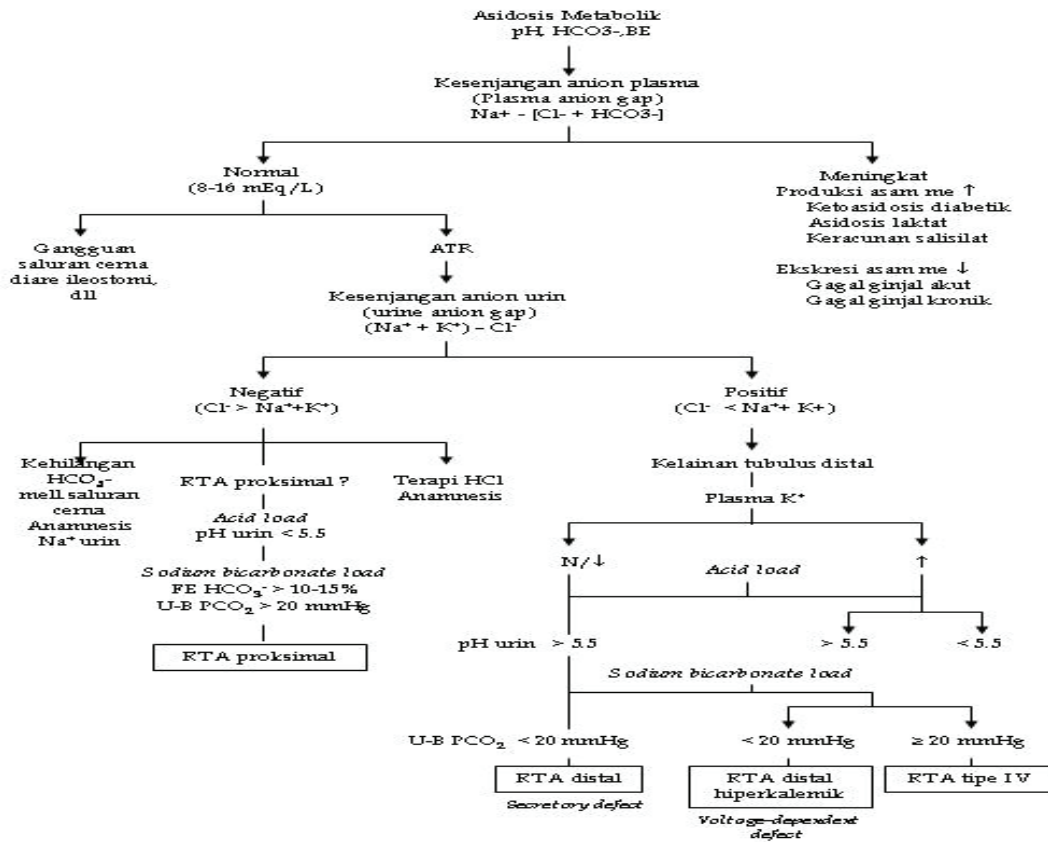 Asidosis Metabolik
pH, HCO3-,BE
Kesenjangan anion plasma
(Plasma anion gap)
Na+ - [Cl- + HCO3-]
Normal
(8-16 mEq/L)
Meningkat
Produksi asam me ↑
Ketoasidosis diabetik
Asidosis laktat
Keracunan salisilat
Ekskresi asam me ↓
Gagal ginjal akut
Gagal ginjal kronik
Gangguan
saluran cerna
diare ileostomi,
dll
ATR
Kesenjangan anion urin
(urine anion gap)
(Na⁺ + K⁺) – Cl⁻
Negatif
(Cl⁻ > Na⁺+K⁺)
Positif
(Cl⁻ < Na⁺+ K+)
Kehilangan
HCO₃-
mell saluran
cerna
Anamnesis
Na⁺ urin
RTA proksimal ?
Acid load
pH urin < 5.5
Sodium bicarbonate load
FE HCO₃⁻ > 10-15%
U-B PCO₂ > 20 mmHg
RTA proksimal
Terapi HCl
Anamnesis
Kelainan tubulus distal
Plasma K⁺
N/↓
↑
Acid load
pH urin > 5.5
> 5.5
< 5.5
Sodium bicarbonate load
U-B PCO₂ < 20 mmHg
< 20 mmHg
≥ 20 mmHg
RTA distal
Secretory defect
RTA distal
hiperkalemik
Voltage-dependent
defect
RTA tipe IV